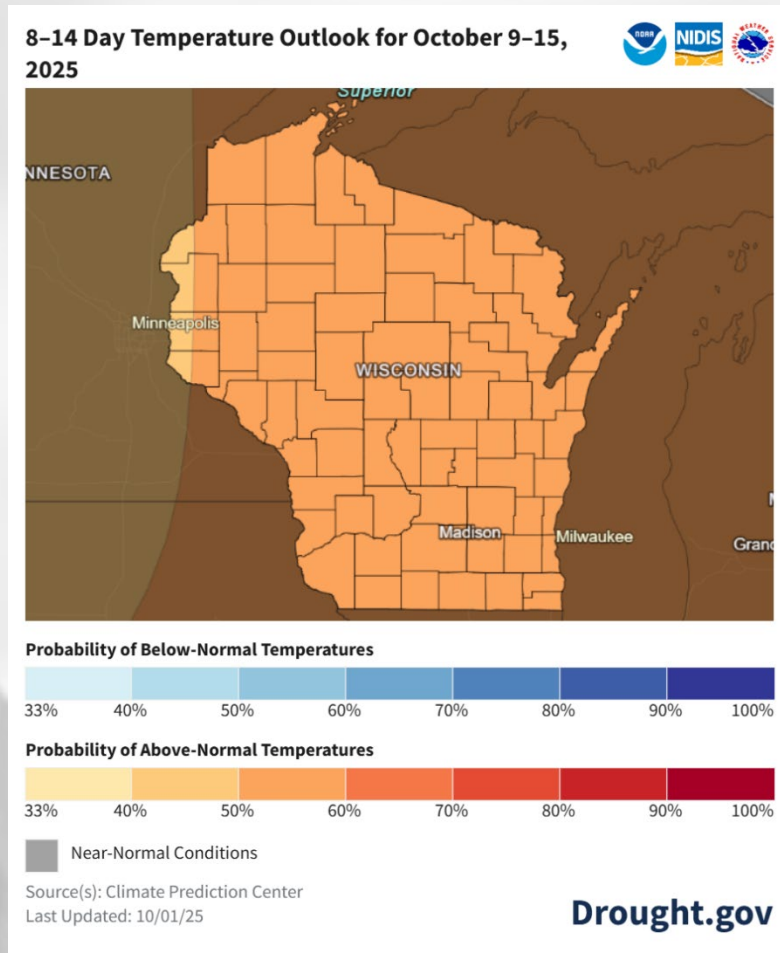 8–14 Day Temperature Outlook for October 9–15,
2025
NOAA
NIDIS
Superior
NNESOTA
Minneapolis
WISCONSIN
Madison
Milwaukee
Grand
Probability of Below-Normal Temperatures
33% 40% 50% 60% 70% 80% 90% 100%
Probability of Above-Normal Temperatures
33% 40% 50% 60% 70% 80% 90% 100%
Near-Normal Conditions
Source(s): Climate Prediction Center
Last Updated: 10/01/25
Drought.gov